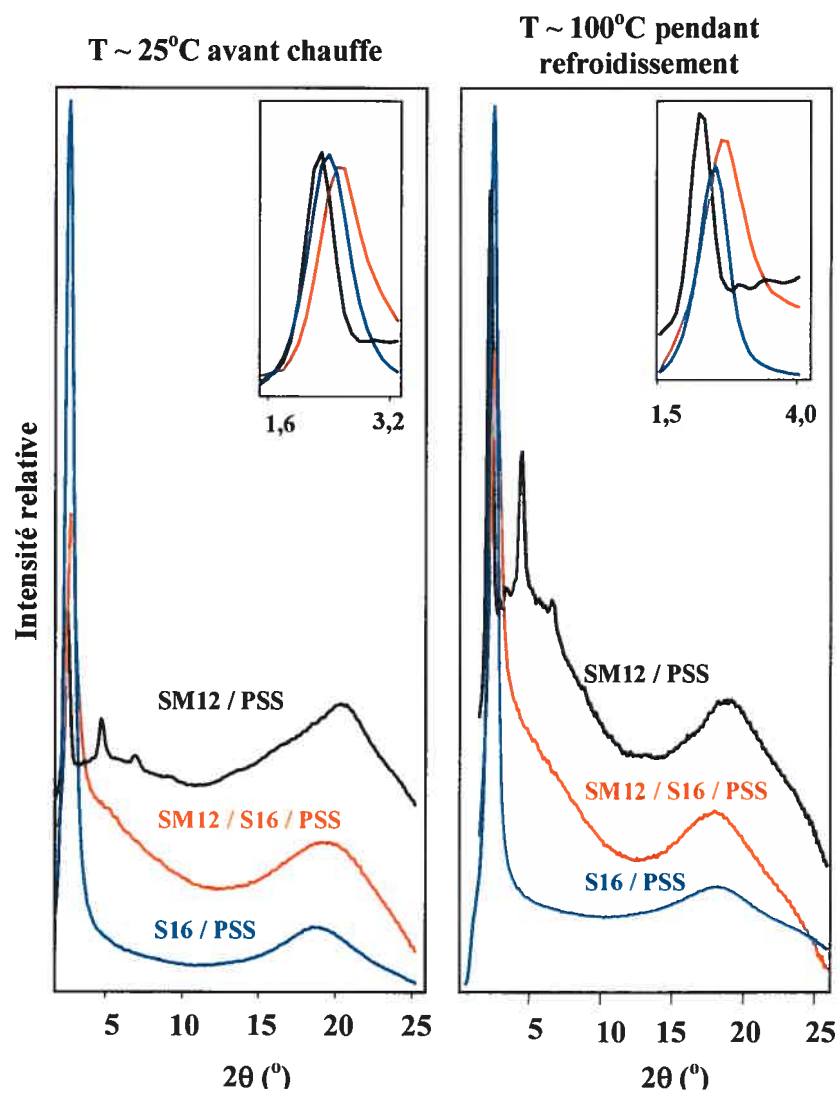 T ~ 25°C avant chauffe
T ~ 100°C pendant
refroidissement
Intensité relative
1,6
3,2
SM12 / PSS
SM12 / S16 / PSS
S16 / PSS
5
10
15
20
25
2θ (°)
1,5
4,0
SM12 / PSS
SM12 / S16 / PSS
S16 / PSS
5
10
15
20
25
2θ (°)